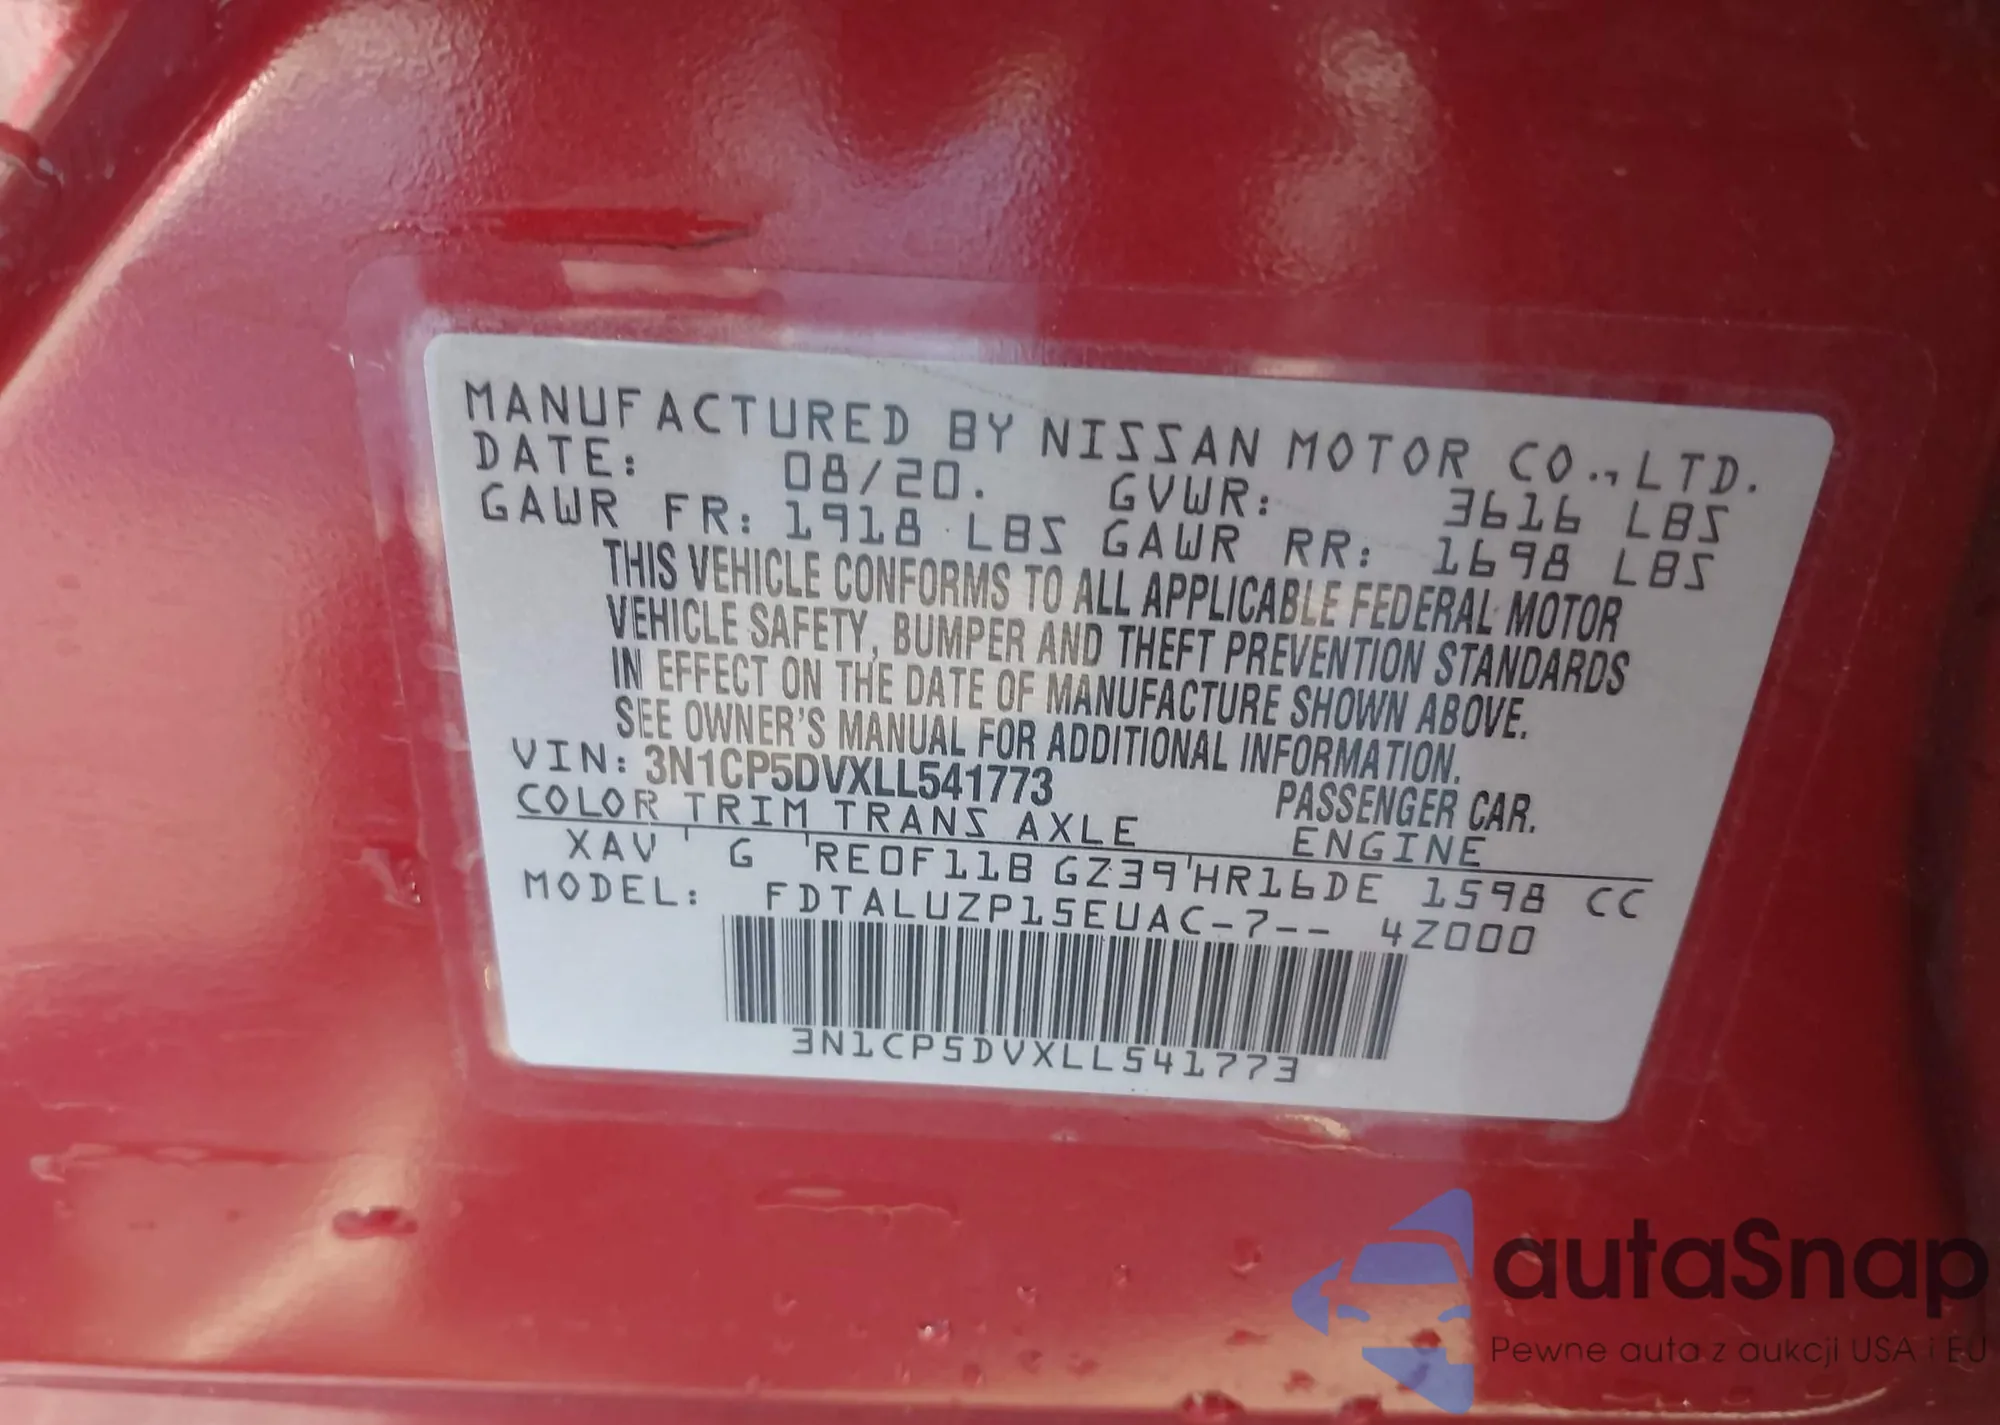 MANUFACTURED BY NISSAN MOTOR CO.,LTD.
DATE: 08/20. GVWR: 3616 LBS
GAWR FR: 1918 LBS GAWR RR: 1698 LBS
THIS VEHICLE CONFORMS TO ALL APPLICABLE FEDERAL MOTOR
VEHICLE SAFETY, BUMPER AND THEFT PREVENTION STANDARDS
IN EFFECT ON THE DATE OF MANUFACTURE SHOWN ABOVE.
SEE OWNER'S MANUAL FOR ADDITIONAL INFORMATION.
VIN: 3N1CP5DVXLL541773 PASSENGER CAR.
COLOR TRIM TRANS AXLE ENGINE
XAV G RE0F11B GZ39 HR16DE 1598 CC
MODEL: FDTALUZP15EUAC-7-- 4Z000
3N1CP5DVXLL541773
autaSnap
Pewne auta z aukcji USA i EU